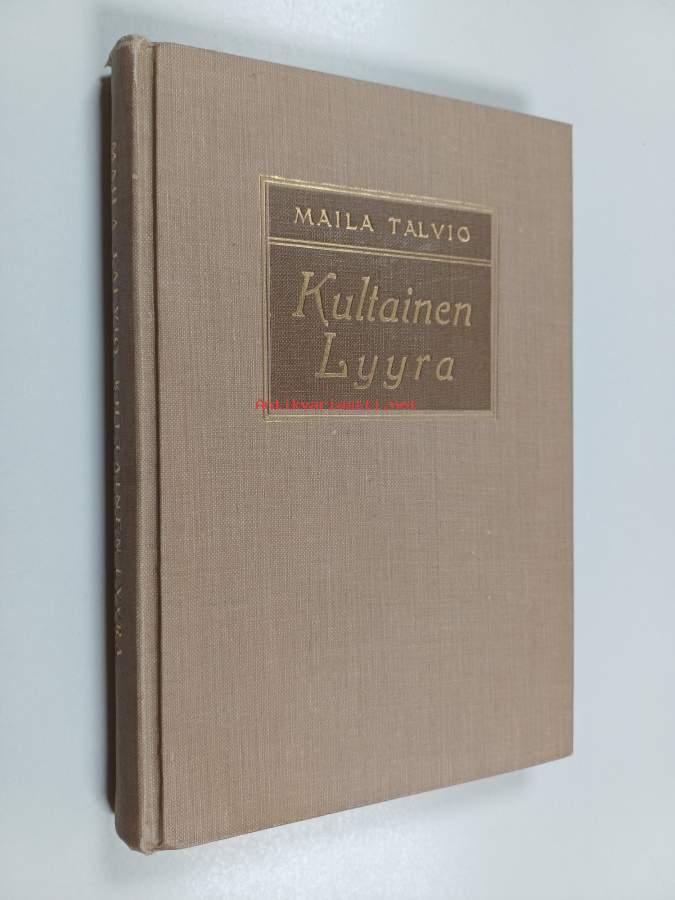 MAILA TALVIO
Kultainen
Lyyra
Antikvariaatti.net
MAILA TALVIO KULTAINEN LYYRA